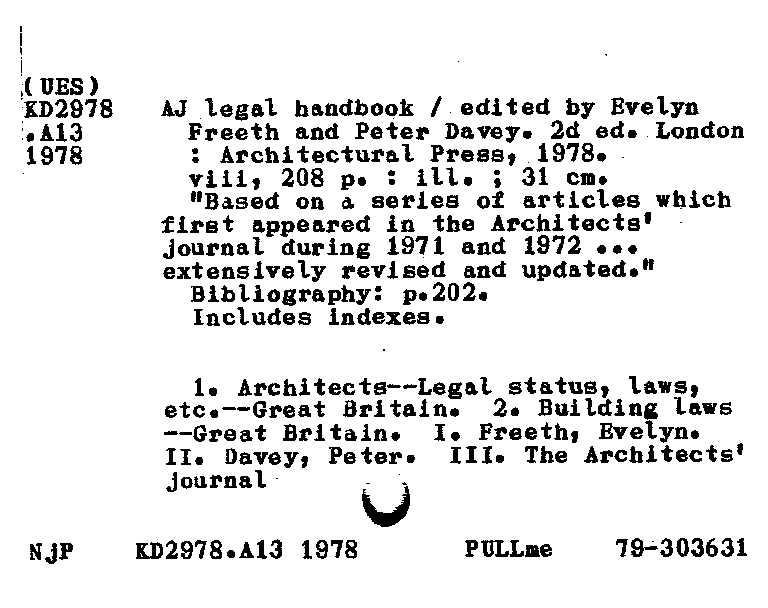 (UES)
KD2978 AJ legal handbook / edited by Evelyn
.A13 Freeth and Peter Davey. 2d ed. London
1978 : Architectural Press, 1978.
viii, 208 p. : ill. ; 31 cm.
"Based on a series of articles which
first appeared in the Architects'
journal during 1971 and 1972 ...
extensively revised and updated."
Bibliography: p.202.
Includes indexes.
1. Architects--Legal status, laws,
etc.--Great Britain. 2. Building laws
--Great Britain. I. Freeth, Evelyn.
II. Davey, Peter. III. The Architects'
journal
NjP KD2978.A13 1978 PULLme 79-303631